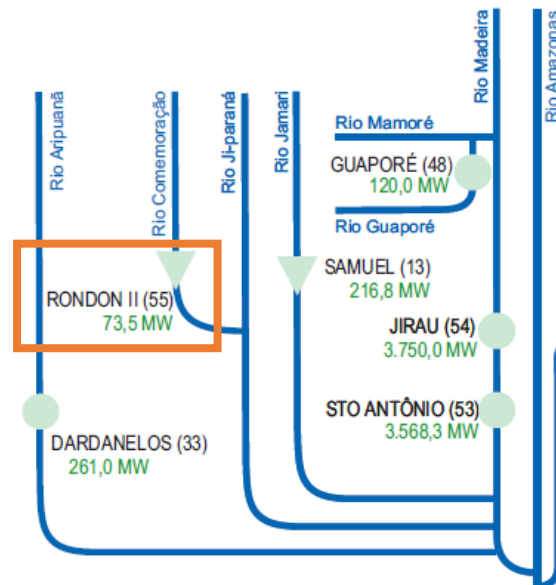 Rio Aripuanã
Rio Comemoração
Rio Ji-paraná
Rio Jamari
Rio Madeira
Rio Amazonas
Rio Mamoré
GUAPORÉ (48)
120,0 MW
Rio Guaporé
RONDON II (55)
73,5 MW
SAMUEL (13)
216,8 MW
JIRAU (54)
3.750,0 MW
STO ANTÔNIO (53)
3.568,3 MW
DARDANELOS (33)
261,0 MW